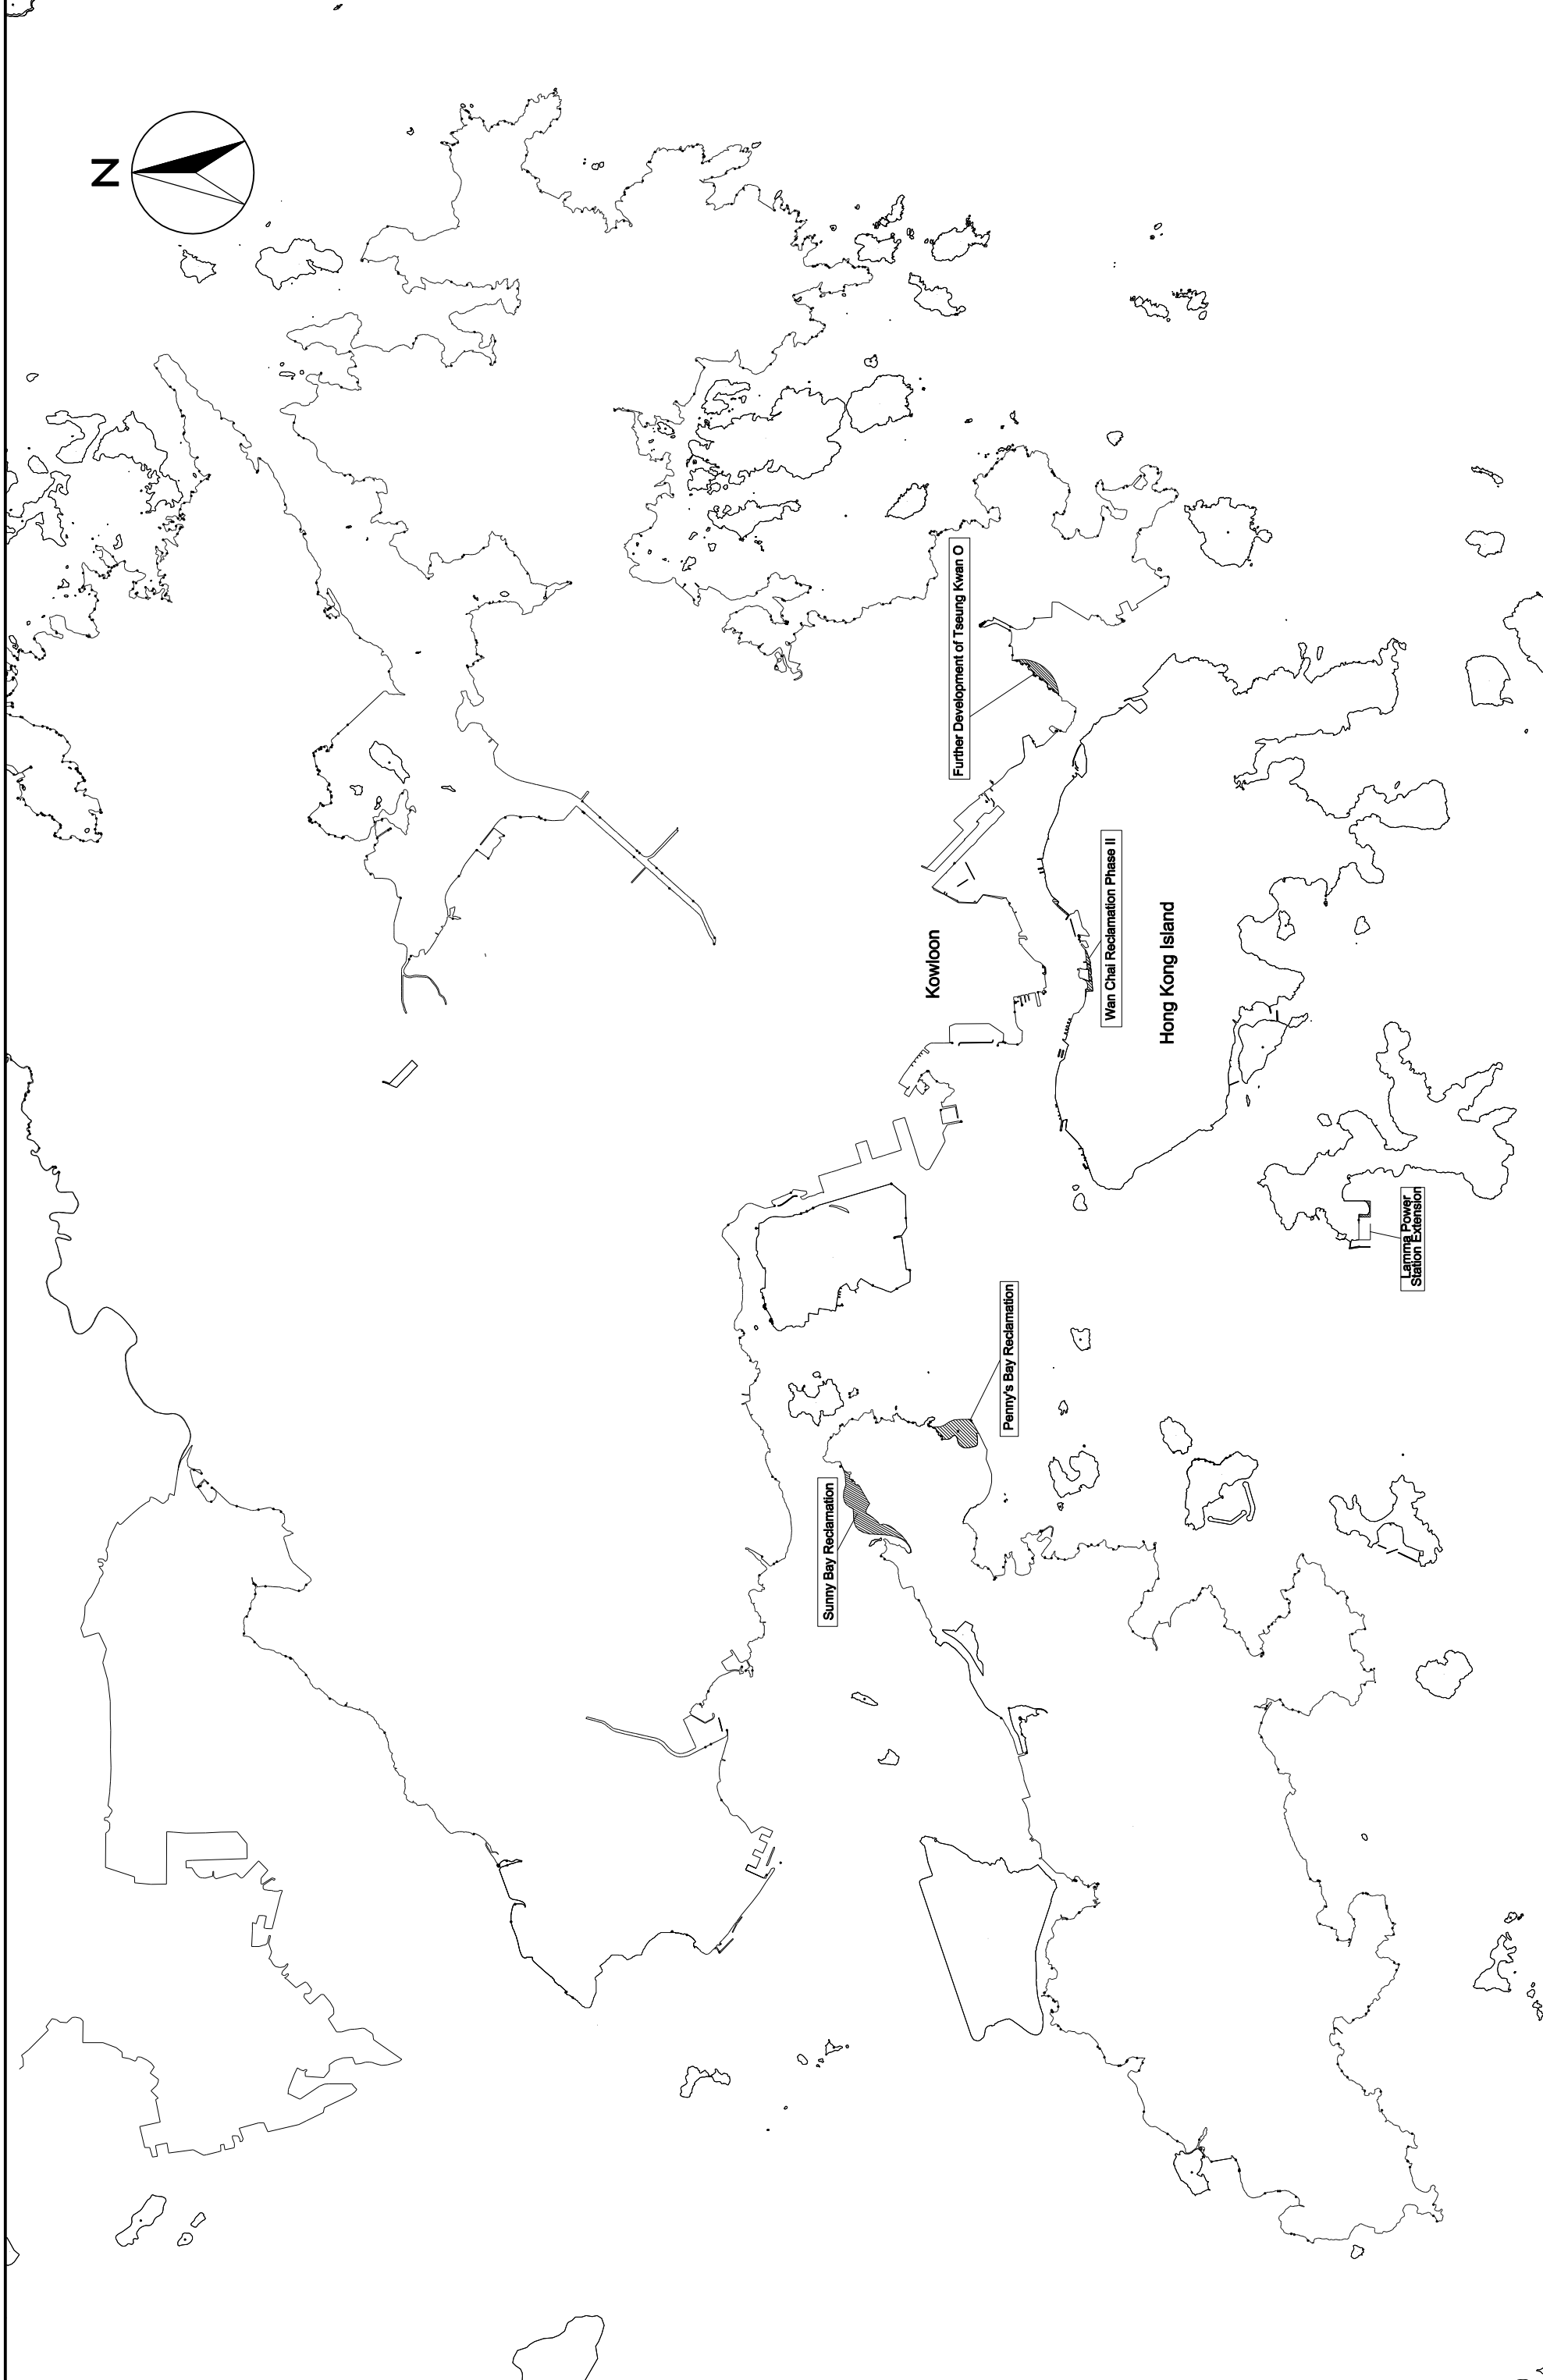 N
Further Development of Tseung Kwan O
Kowloon
Wan Chai Reclamation Phase II
Hong Kong Island
Lamma Power
Station Extension
Penny's Bay Reclamation
Sunny Bay Reclamation